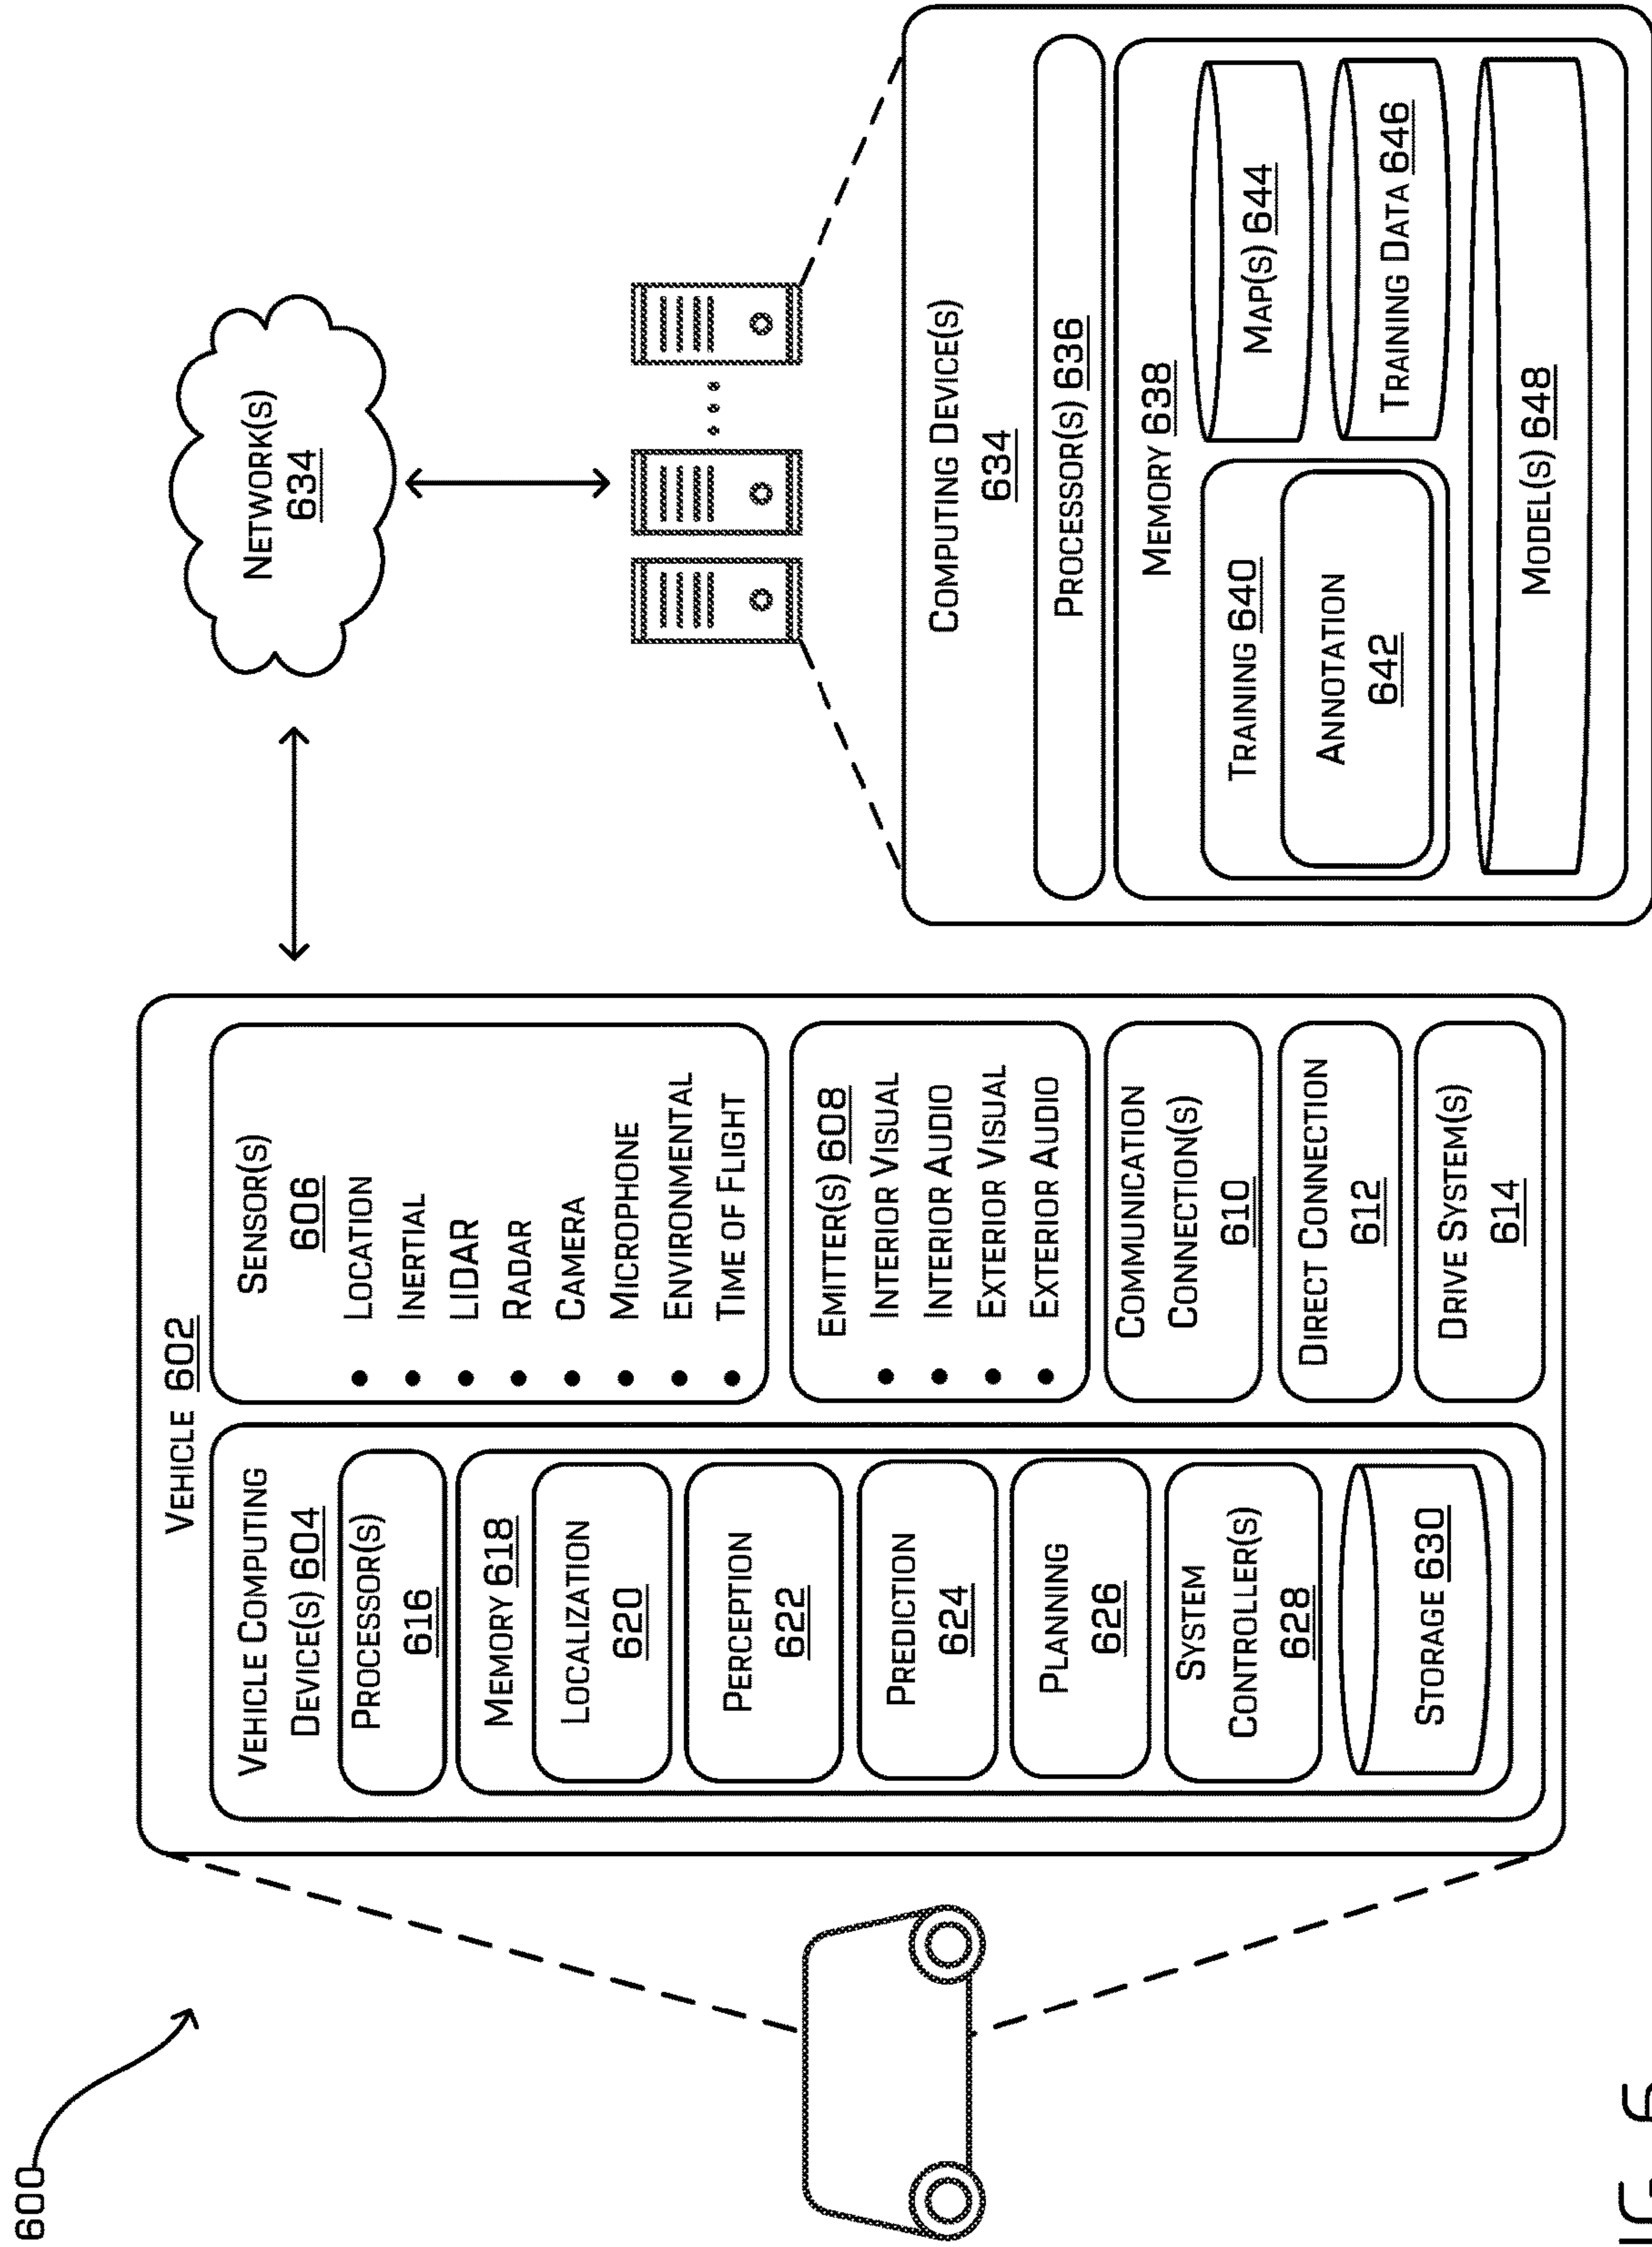 600
VEHICLE 602
VEHICLE COMPUTING
DEVICE(S) 604
PROCESSOR(S)
616
MEMORY 618
LOCALIZATION
620
PERCEPTION
622
PREDICTION
624
PLANNING
626
SYSTEM
CONTROLLER(S)
628
STORAGE 630
SENSOR(S)
606
• LOCATION
• INERTIAL
• LIDAR
• RADAR
• CAMERA
• MICROPHONE
• ENVIRONMENTAL
• TIME OF FLIGHT
EMITTER(S) 608
• INTERIOR VISUAL
• INTERIOR AUDIO
• EXTERIOR VISUAL
• EXTERIOR AUDIO
COMMUNICATION
CONNECTION(S)
610
DIRECT CONNECTION
612
DRIVE SYSTEM(S)
614
NETWORK(S)
634
COMPUTING DEVICE(S)
634
PROCESSOR(S) 636
MEMORY 638
TRAINING 640
ANNOTATION
642
MAP(S) 644
TRAINING DATA 646
MODEL(S) 648